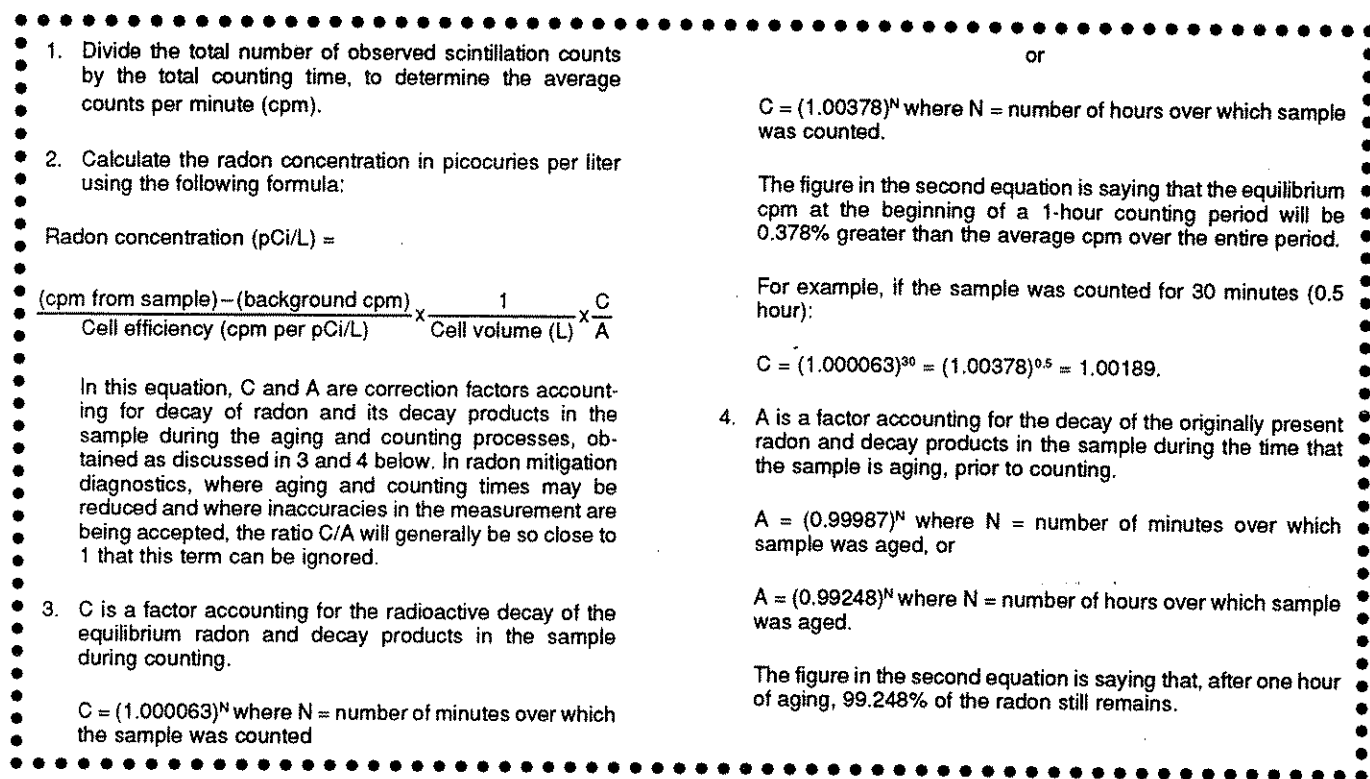 1. Divide the total number of observed scintillation counts
by the total counting time, to determine the average
counts per minute (cpm).
2. Calculate the radon concentration in picocuries per liter
using the following formula:
Radon concentration (pCi/L) =
(cpm from sample)–(background cpm) x 1 x C
Cell efficiency (cpm per pCi/L) Cell volume (L) A
In this equation, C and A are correction factors account-
ing for decay of radon and its decay products in the
sample during the aging and counting processes, ob-
tained as discussed in 3 and 4 below. In radon mitigation
diagnostics, where aging and counting times may be
reduced and where inaccuracies in the measurement are
being accepted, the ratio C/A will generally be so close to
1 that this term can be ignored.
3. C is a factor accounting for the radioactive decay of the
equilibrium radon and decay products in the sample
during counting.
C = (1.000063)ᴺ where N = number of minutes over which
the sample was counted
or
C = (1.00378)ᴺ where N = number of hours over which sample
was counted.
The figure in the second equation is saying that the equilibrium
cpm at the beginning of a 1-hour counting period will be
0.378% greater than the average cpm over the entire period.
For example, if the sample was counted for 30 minutes (0.5
hour):
C = (1.000063)³⁰ = (1.00378)⁰·⁵ = 1.00189.
4. A is a factor accounting for the decay of the originally present
radon and decay products in the sample during the time that
the sample is aging, prior to counting.
A = (0.99987)ᴺ where N = number of minutes over which
sample was aged, or
A = (0.99248)ᴺ where N = number of hours over which sample
was aged.
The figure in the second equation is saying that, after one hour
of aging, 99.248% of the radon still remains.